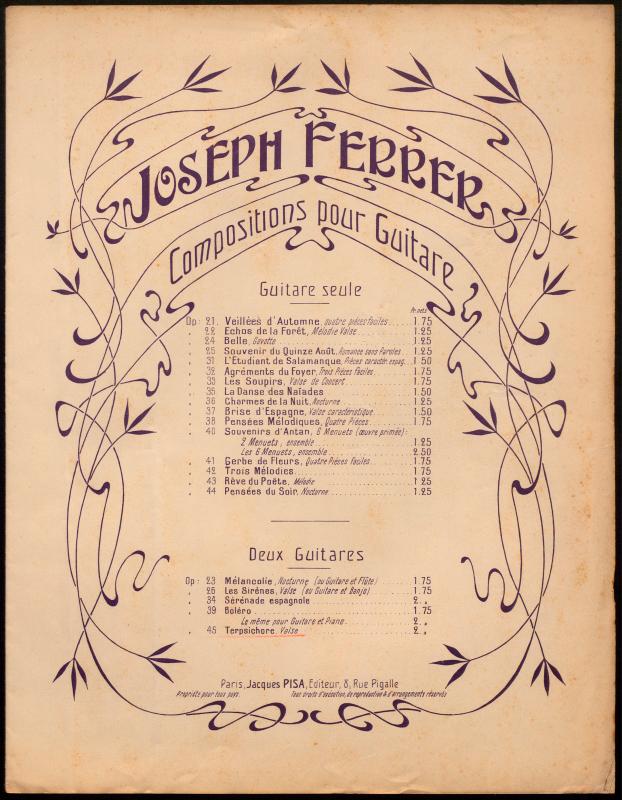 JOSEPH FERRER
Compositions pour Guitare
Guitare seule
Pr. nets
Op: 21. Veillées d'Automne, quatre pièces faciles 1.75
„ 22 Echos de la Forêt, Mélodie Valse 1.25
„ 24 Belle, Gavotte 1.25
„ 25 Souvenir du Quinze Août, Romance sans Paroles 1.25
„ 31 L'Etudiant de Salamanque, Pièces caractér. espag. 1.50
„ 32 Agréments du Foyer, Trois Pièces Faciles 1.75
„ 33 Les Soupirs, Valse de Concert 1.75
„ 35 La Danse des Naïades 1.50
„ 36 Charmes de la Nuit, Nocturne 1.25
„ 37 Brise d'Espagne, Valse caractéristique 1.50
„ 38 Pensées Mélodiques, Quatre Pièces 1.75
„ 40 Souvenirs d'Antan, 6 Menuets (œuvre primée):
2 Menuets, ensemble 1.25
Les 6 Menuets, ensemble 2.50
„ 41 Gerbe de Fleurs, Quatre Pièces Faciles 1.75
„ 42 Trois Mélodies 1.75
„ 43 Rêve du Poëte, Mélodie 1.25
„ 44 Pensées du Soir, Nocturne 1.25
Deux Guitares
Op: 23 Mélancolie, Nocturne (ou Guitare et Flûte) 1.75
„ 26 Les Sirènes, Valse (ou Guitare et Banjo) 1.75
„ 34 Sérénade espagnole 2 „
„ 39 Boléro 1.75
Le même pour Guitare et Piano 2 „
„ 45 Terpsichore, Valse 2 „
Paris, Jacques PISA, Editeur, 8, Rue Pigalle
Propriété pour tous pays. Tous droits d'exécution, de reproduction & d'arrangements réservés